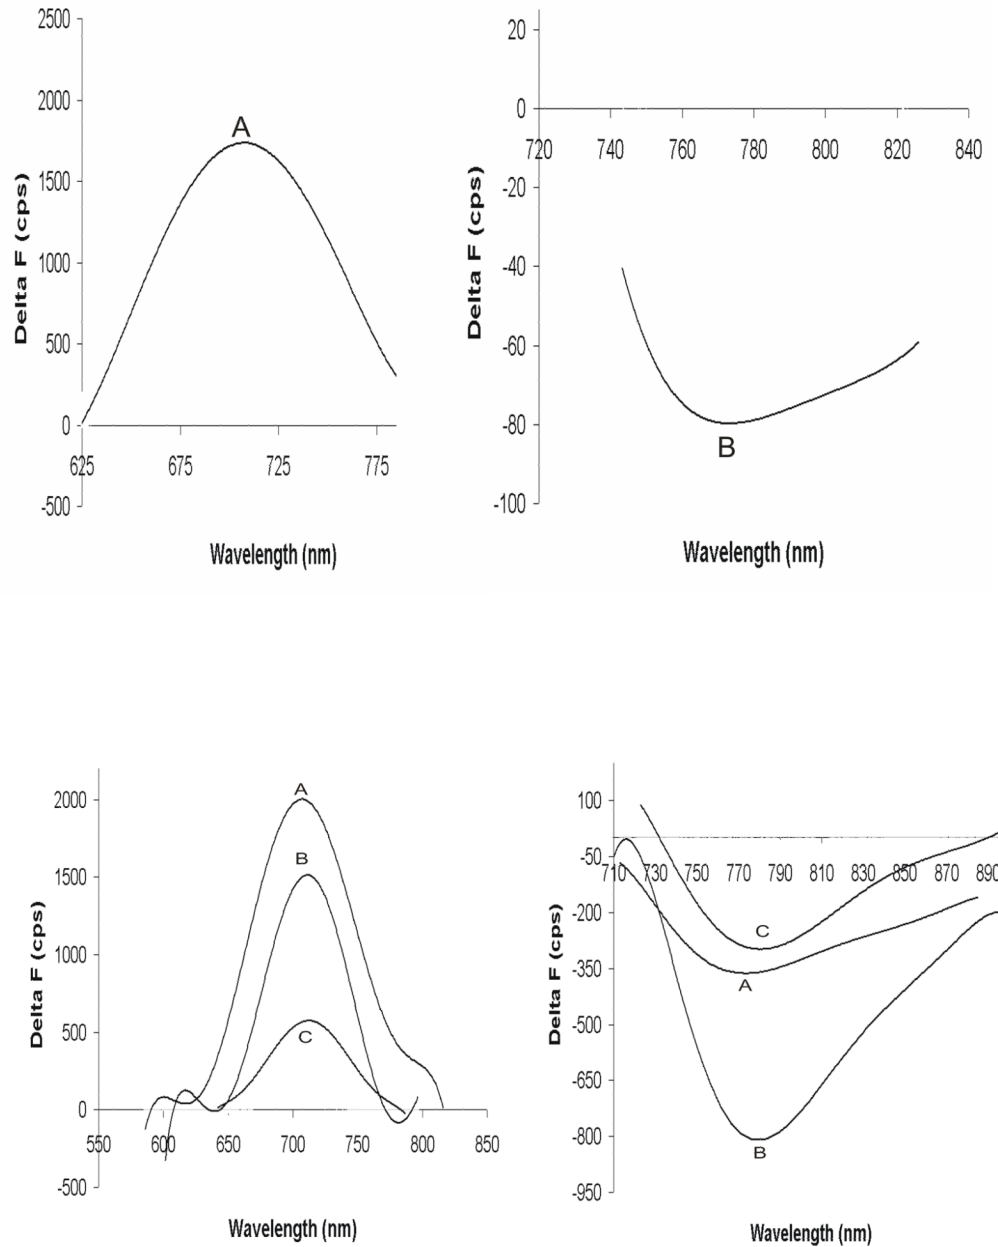 2500
2000
1500
1000
500
0
-500
625 675 725 775
A
Delta F (cps)
Wavelength (nm)
20
0
-20
-40
-60
-80
-100
720 740 760 780 800 820 840
B
Delta F (cps)
Wavelength (nm)
2000
1500
1000
500
0
-500
550 600 650 700 750 800 850
A
B
C
Delta F (cps)
Wavelength (nm)
100
-50
-200
-350
-500
-650
-800
-950
710 730 750 770 790 810 830 850 870 890
C
A
B
Delta F (cps)
Wavelength (nm)